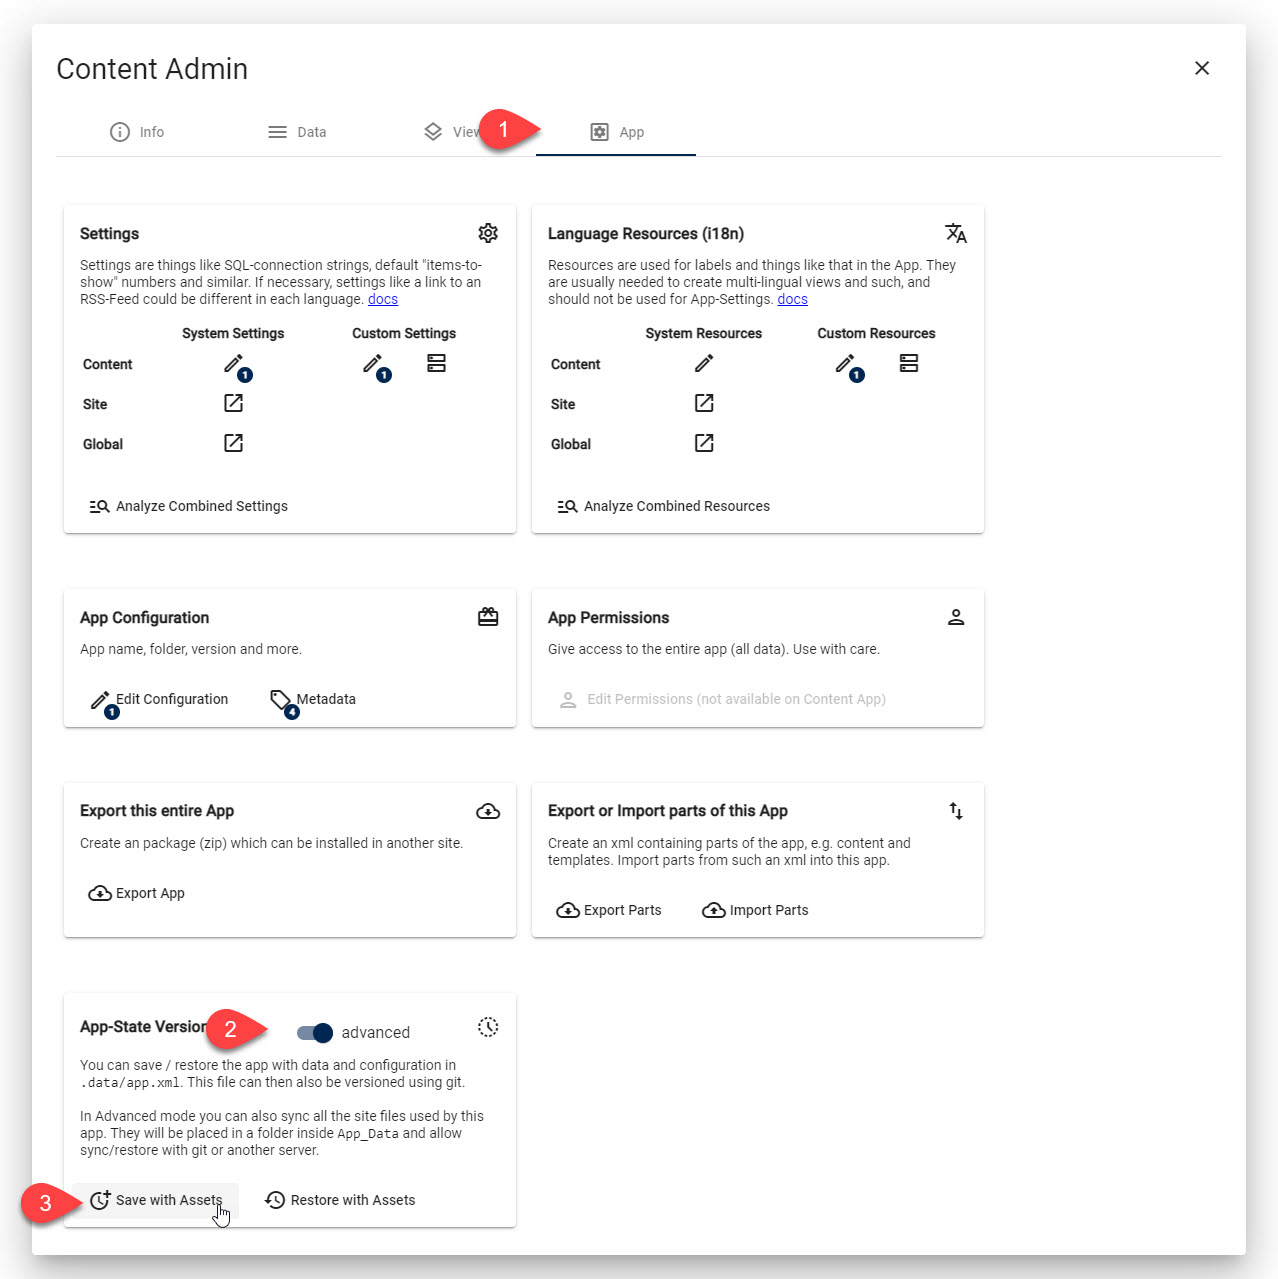 Content Admin
Info
Data
1
App
Settings
Settings are things like SQL-connection strings, default "items-to-
show" numbers and similar. If necessary, settings like a link to an
RSS-Feed could be different in each language. docs
System Settings
Custom Settings
Content
1
1
Site
Global
Analyze Combined Settings
Language Resources (i18n)
Resources are used for labels and things like that in the App. They
are usually needed to create multi-lingual views and such, and
should not be used for App-Settings. docs
System Resources
Custom Resources
Content
1
Site
Global
Analyze Combined Resources
App Configuration
App name, folder, version and more.
Edit Configuration
1
Metadata
4
App Permissions
Give access to the entire app (all data). Use with care.
Edit Permissions (not available on Content App)
Export this entire App
Create an package (zip) which can be installed in another site.
Export App
Export or Import parts of this App
Create an xml containing parts of the app, e.g. content and
templates. Import parts from such an xml into this app.
Export Parts
Import Parts
App-State
2
advanced
You can save / restore the app with data and configuration in
.data/app.xml. This file can then also be versioned using git.
In Advanced mode you can also sync all the site files used by this
app. They will be placed in a folder inside App_Data and allow
sync/restore with git or another server.
3
Save with Assets
Restore with Assets